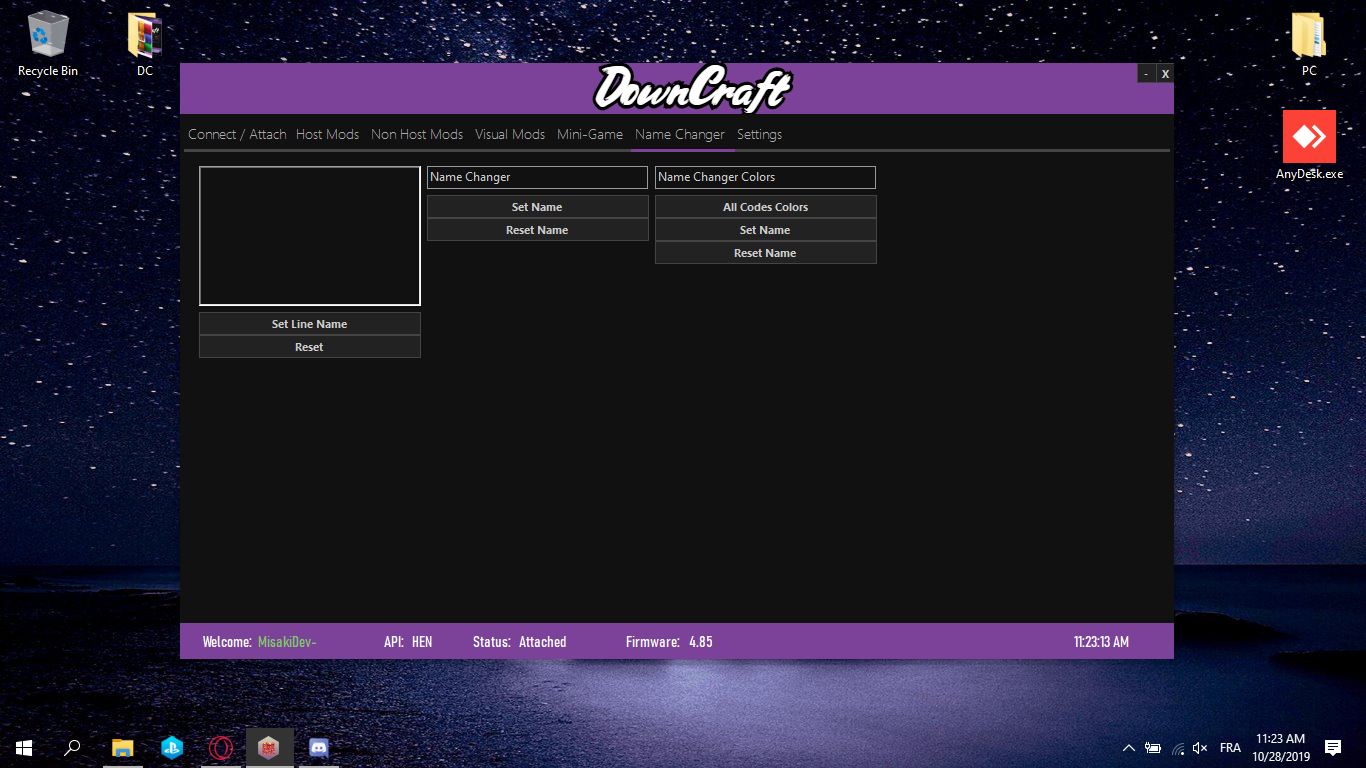 Recycle Bin
DC
PC
AnyDesk.exe
DownCraft
- X
Connect / Attach Host Mods Non Host Mods Visual Mods Mini-Game Name Changer Settings
Name Changer
Set Name
Reset Name
Name Changer Colors
All Codes Colors
Set Name
Reset Name
Set Line Name
Reset
Welcome: MisakiDev- API: HEN Status: Attached Firmware: 4.85 11:23:13 AM
FRA
11:23 AM
10/28/2019